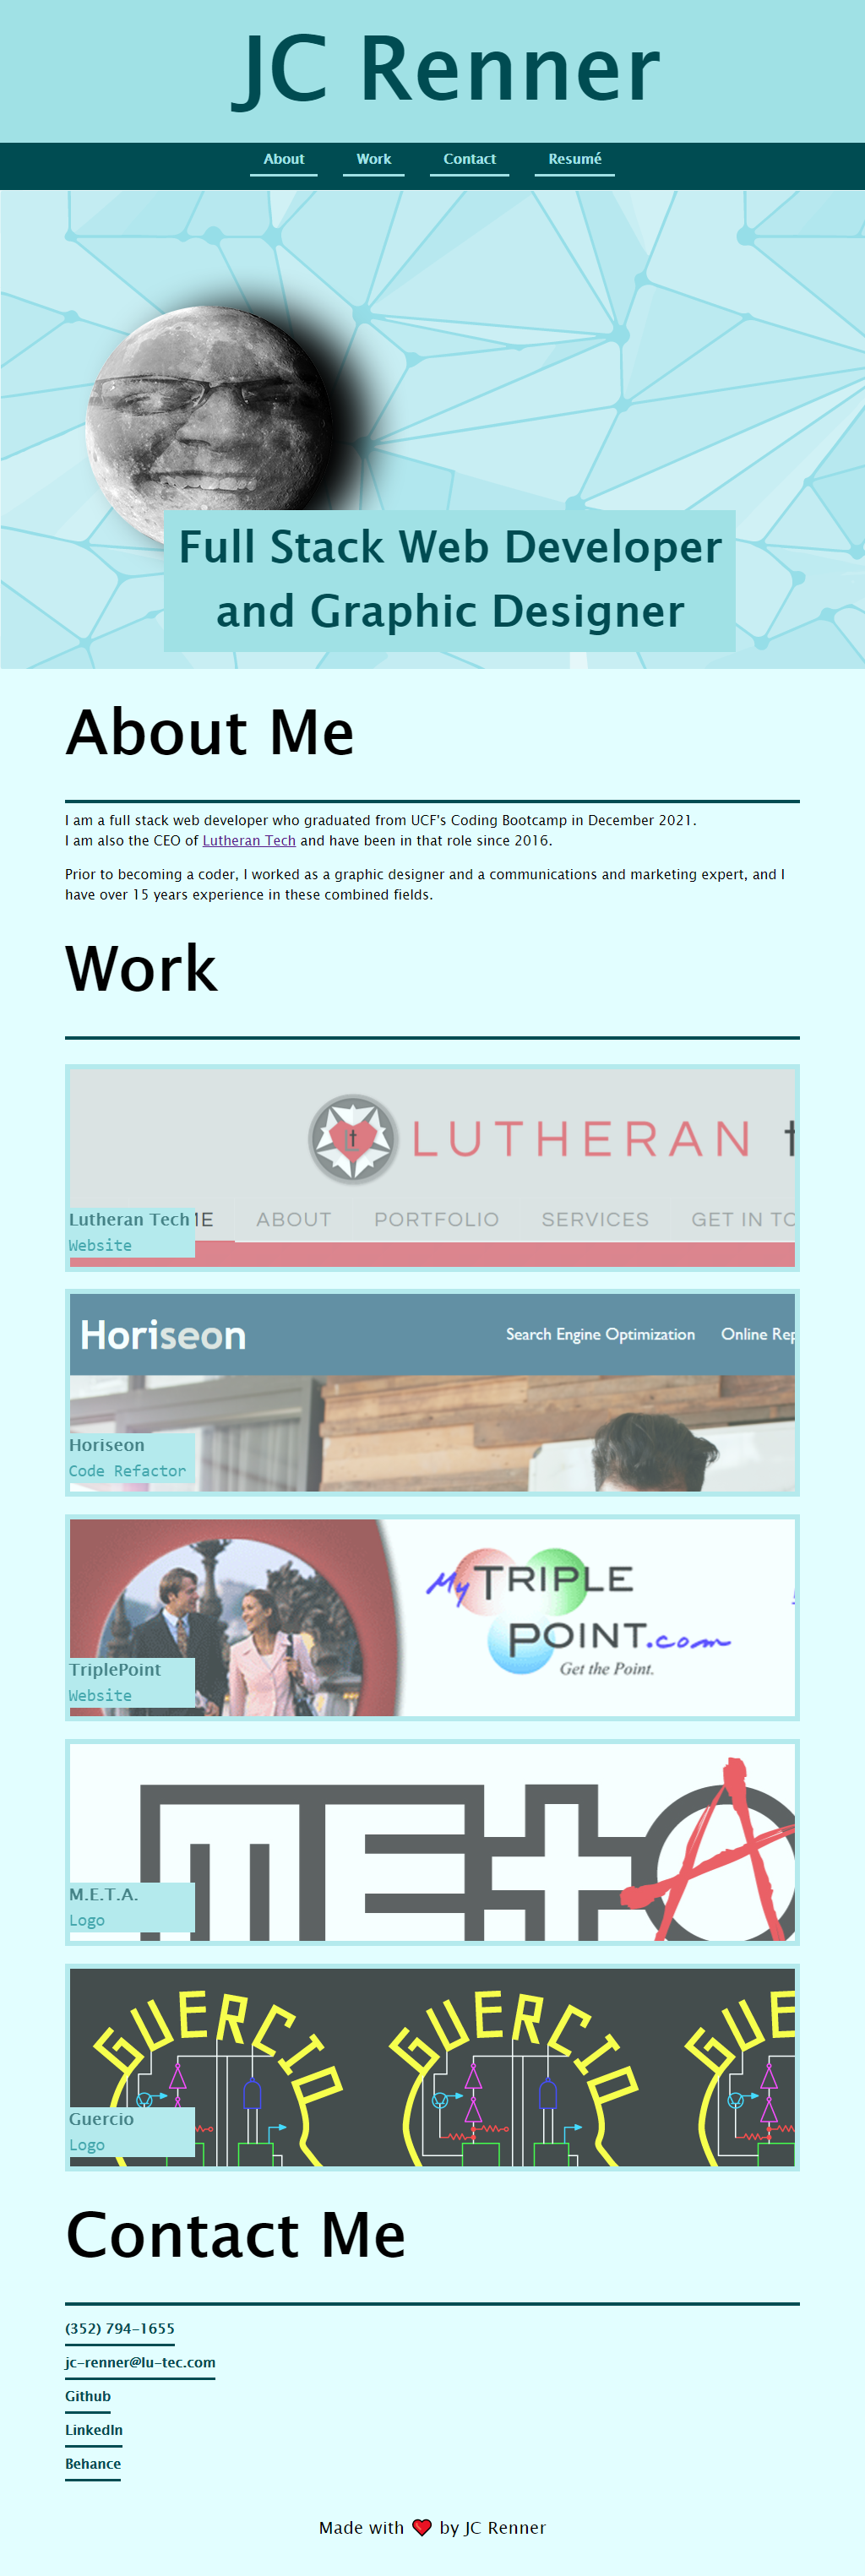 JC Renner
About Work Contact Resumé
Full Stack Web Developer
and Graphic Designer
About Me
I am a full stack web developer who graduated from UCF's Coding Bootcamp in December 2021.
I am also the CEO of Lutheran Tech and have been in that role since 2016.
Prior to becoming a coder, I worked as a graphic designer and a communications and marketing expert, and I
have over 15 years experience in these combined fields.
Work
LUTHERAN t
ABOUT PORTFOLIO SERVICES GET IN TO
Lutheran Tech
Website
Horiseon
Search Engine Optimization Online Rep
Horiseon
Code Refactor
My TRIPLE
POINT.com
Get the Point.
TriplePoint
Website
META
M.E.T.A.
Logo
GUERCIO GUERCIO GUE
Guercio
Logo
Contact Me
(352) 794-1655
jc-renner@lu-tec.com
Github
LinkedIn
Behance
Made with ❤ by JC Renner